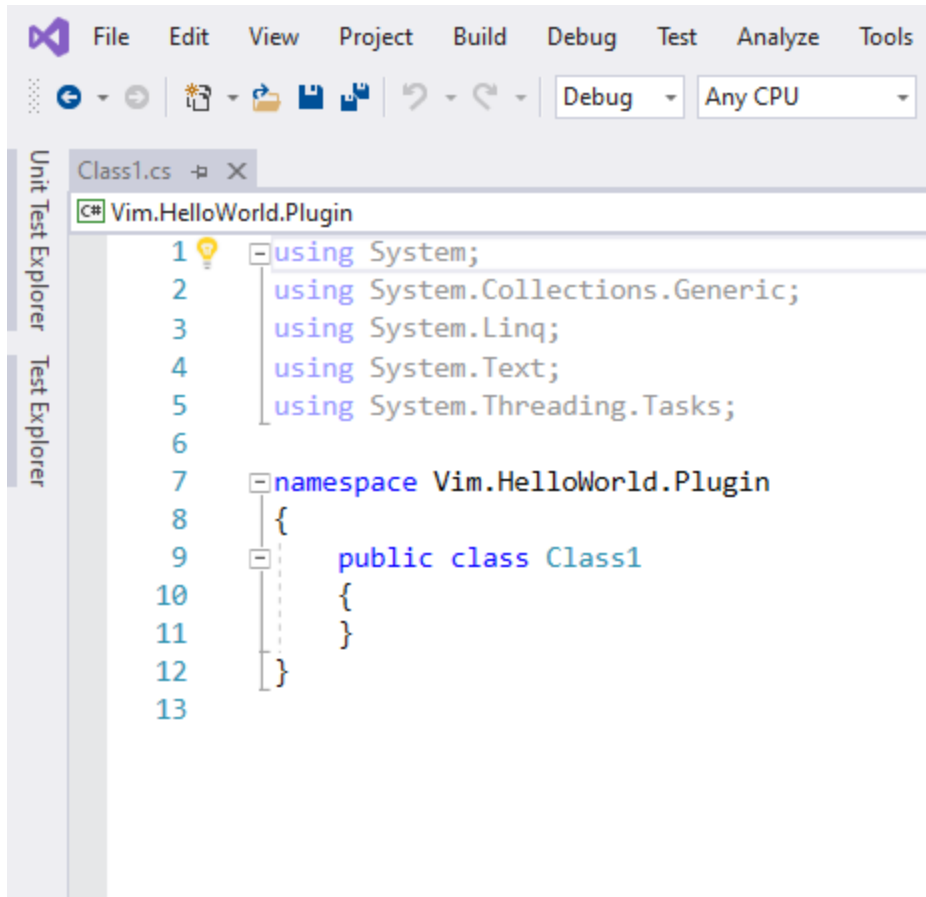 File Edit View Project Build Debug Test Analyze Tools
Debug Any CPU
Unit Test Explorer
Test Explorer
Class1.cs
C# Vim.HelloWorld.Plugin
1 using System;
2 using System.Collections.Generic;
3 using System.Linq;
4 using System.Text;
5 using System.Threading.Tasks;
6
7 namespace Vim.HelloWorld.Plugin
8 {
9 public class Class1
10 {
11 }
12 }
13